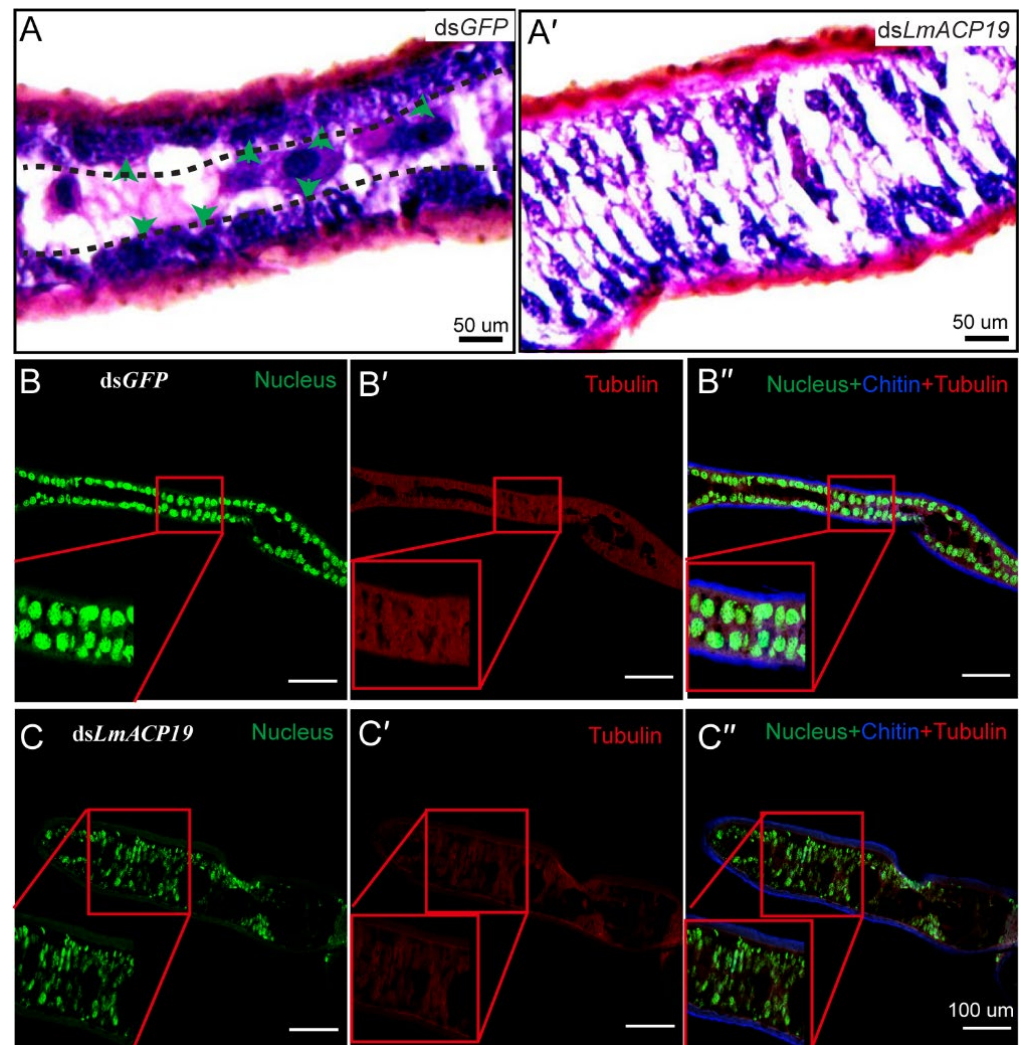 A
dsGFP
50 um
A′
dsLmACP19
50 um
B
dsGFP
Nucleus
B′
Tubulin
B″
Nucleus+Chitin+Tubulin
C
dsLmACP19
Nucleus
C′
Tubulin
C″
Nucleus+Chitin+Tubulin
100 um